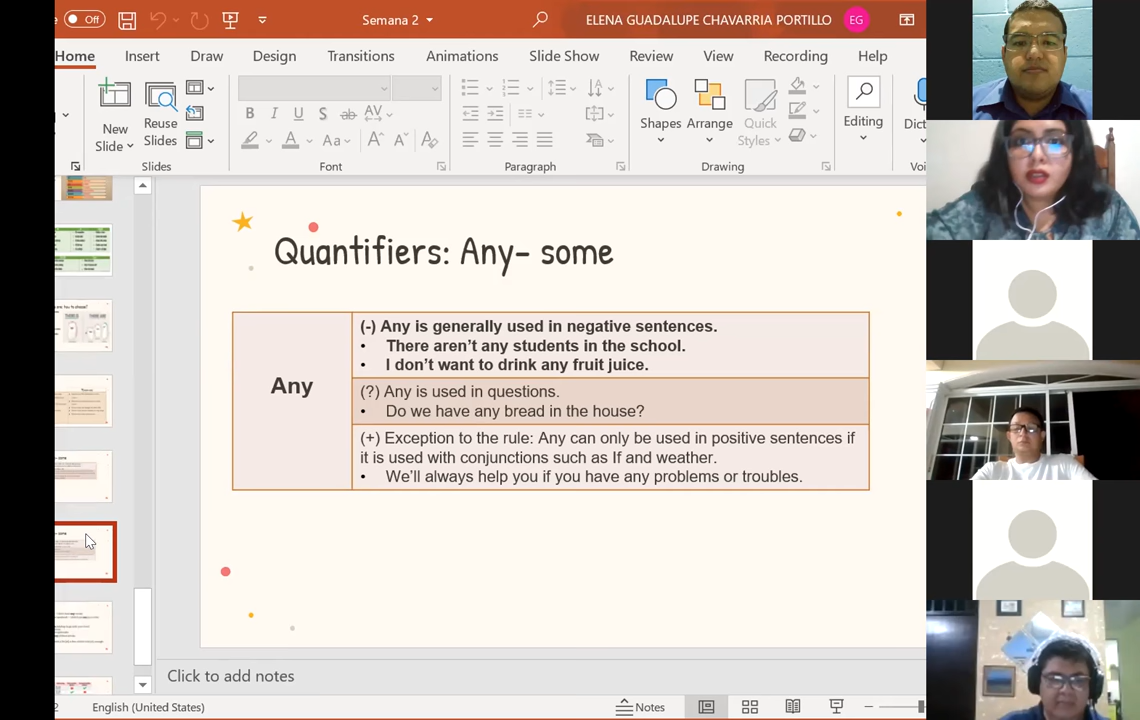 Off
Semana 2
ELENA GUADALUPE CHAVARRIA PORTILLO
EG
Home Insert Draw Design Transitions Animations Slide Show Review View Recording Help
New Slide
Reuse Slides
Slides
B I U S ab AV
Aa A A
Font
Paragraph
Shapes
Arrange
Quick Styles
Drawing
Editing
Dict
Voi
Quantifiers: Any- some
Any
(-) Any is generally used in negative sentences.
• There aren't any students in the school.
• I don't want to drink any fruit juice.
(?) Any is used in questions.
• Do we have any bread in the house?
(+) Exception to the rule: Any can only be used in positive sentences if
it is used with conjunctions such as If and weather.
• We'll always help you if you have any problems or troubles.
Click to add notes
English (United States)
Notes